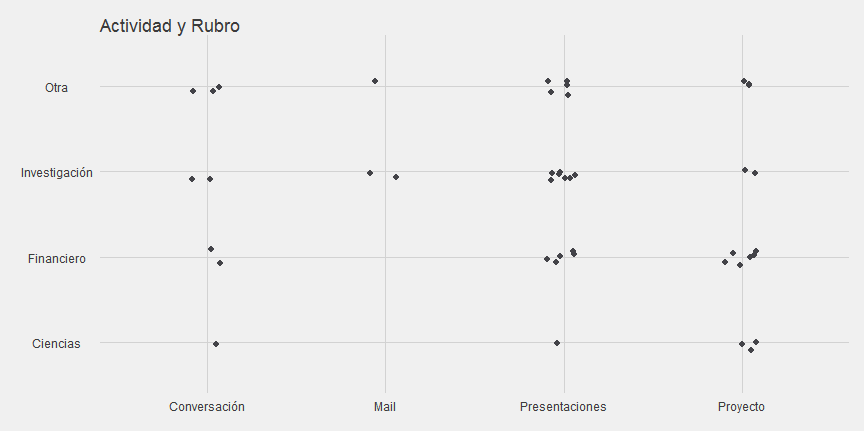 Actividad y Rubro
Otra
Investigación
Financiero
Ciencias
Conversación Mail Presentaciones Proyecto